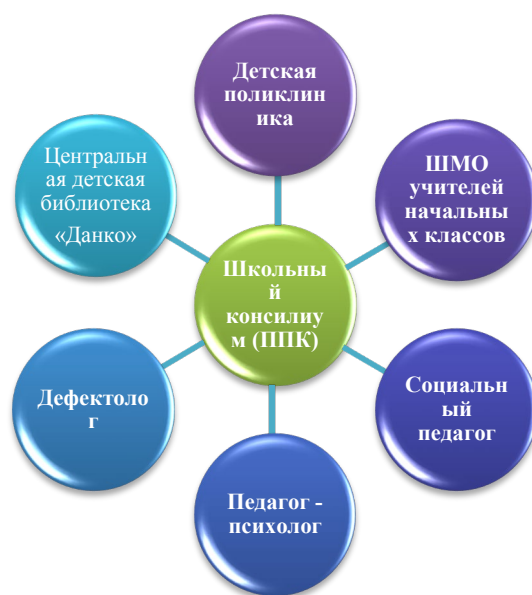 Детская
поликлин
ика
ШМО
учителей
начальны
х классов
Социальн
ый
педагог
Педагог -
психолог
Дефектоло
г
Центральн
ая детская
библиотека
«Данко»
Школьны
й
консилиу
м (ППК)